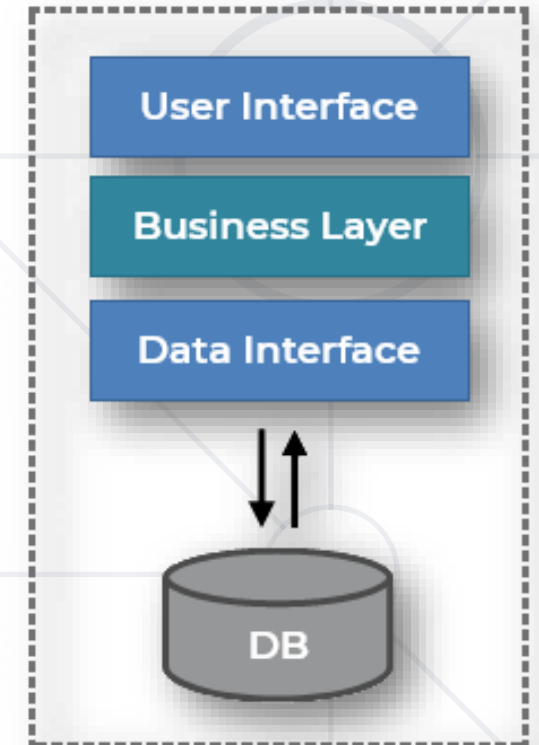 User Interface
Business Layer
Data Interface
DB